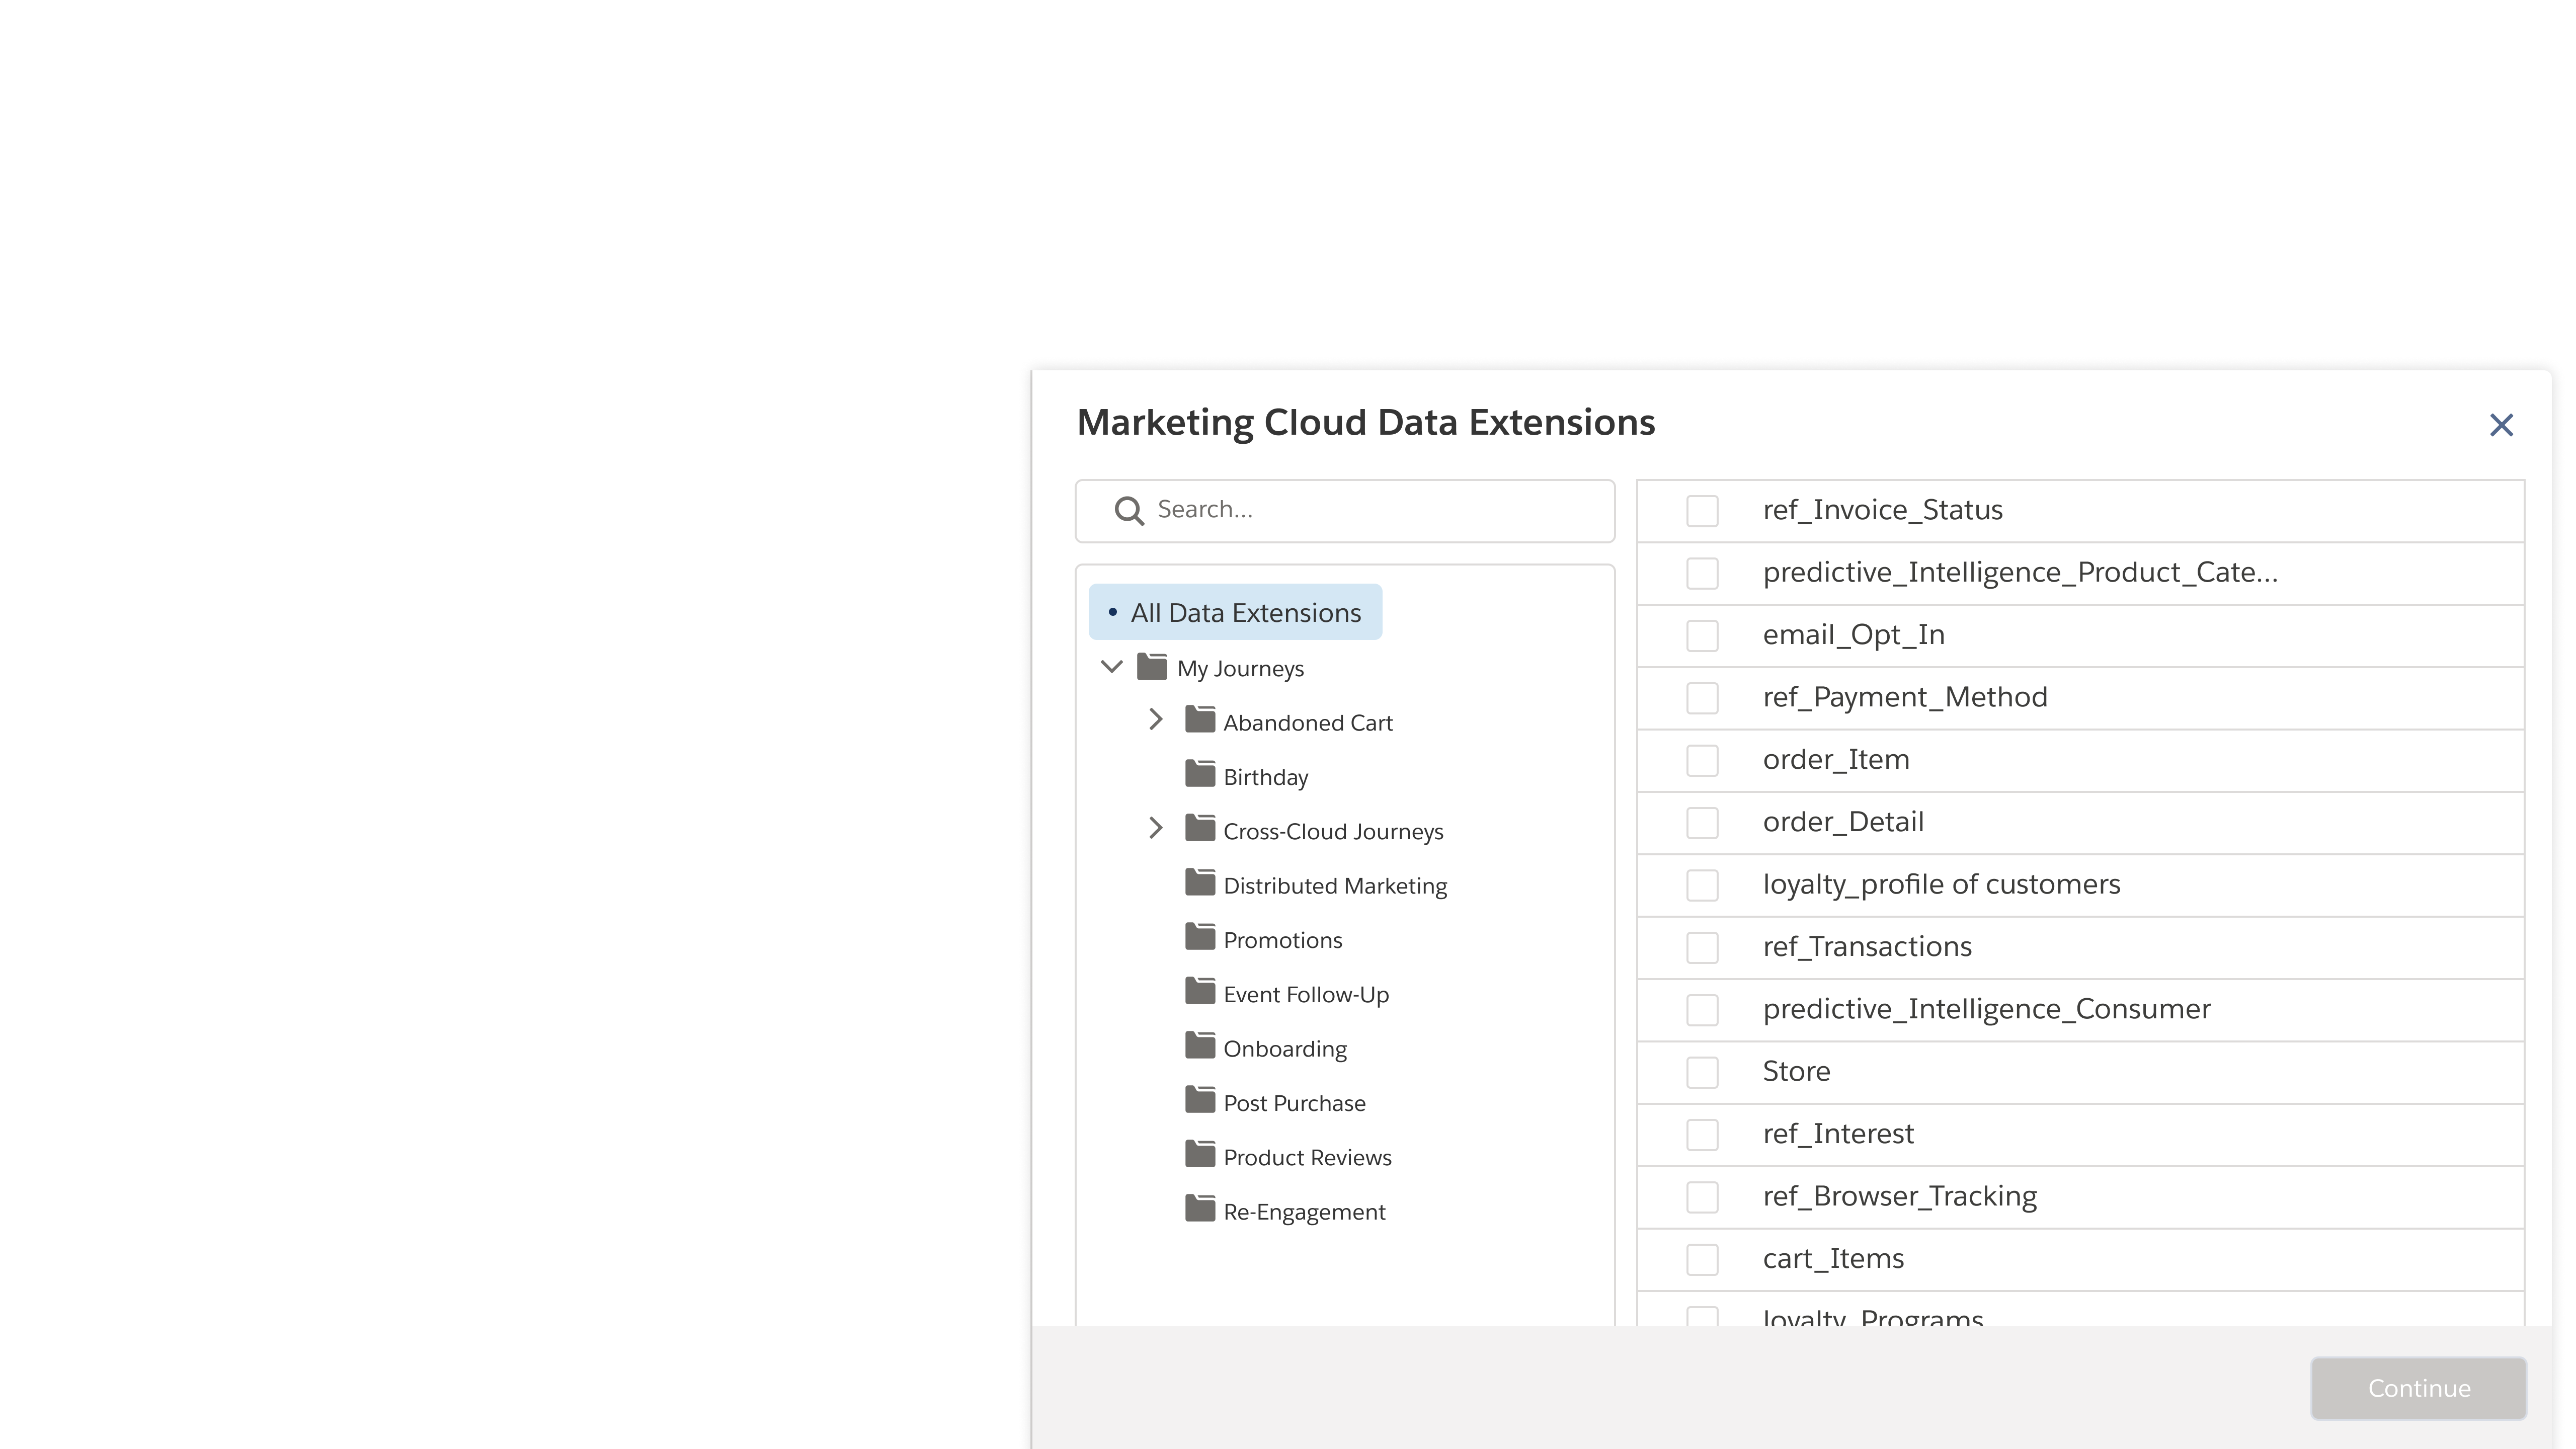 Marketing Cloud Data Extensions
Search...
All Data Extensions
My Journeys
Abandoned Cart
Birthday
Cross-Cloud Journeys
Distributed Marketing
Promotions
Event Follow-Up
Onboarding
Post Purchase
Product Reviews
Re-Engagement
ref_Invoice_Status
predictive_Intelligence_Product_Cate...
email_Opt_In
ref_Payment_Method
order_Item
order_Detail
loyalty_profile of customers
ref_Transactions
predictive_Intelligence_Consumer
Store
ref_Interest
ref_Browser_Tracking
cart_Items
loyalty_Programs
Continue